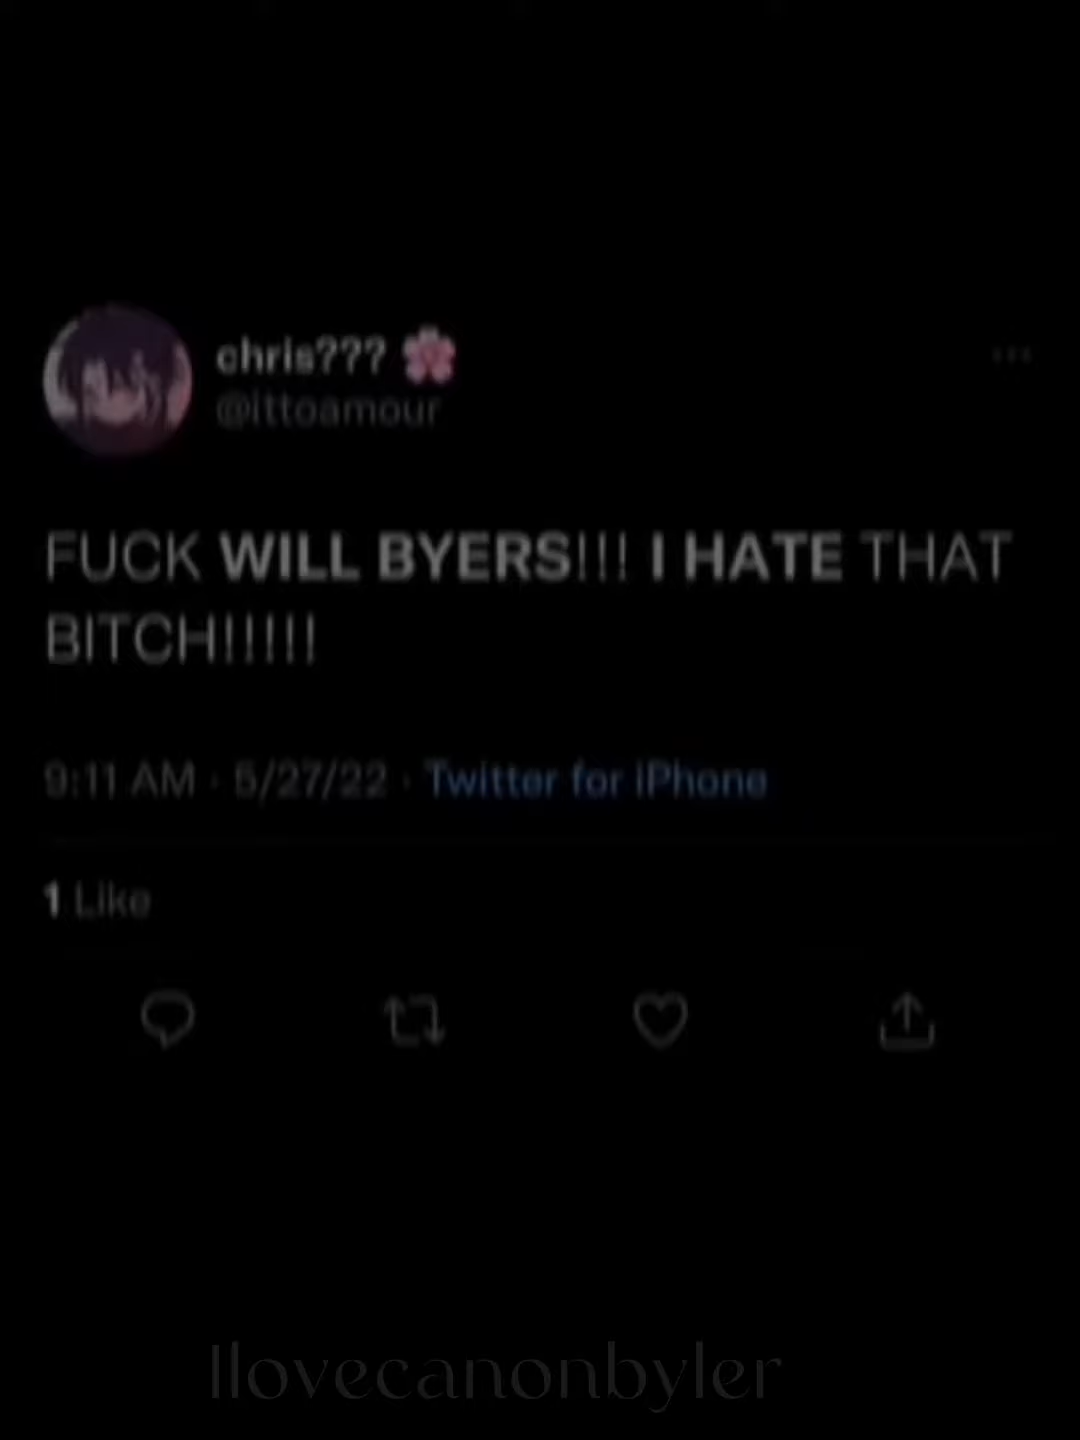 chris??? 🌸
@ittoamour
FUCK WILL BYERS!!! I HATE THAT
BITCH!!!!!
9:11 AM · 5/27/22 · Twitter for iPhone
1 Like
Ilovecanonbyler